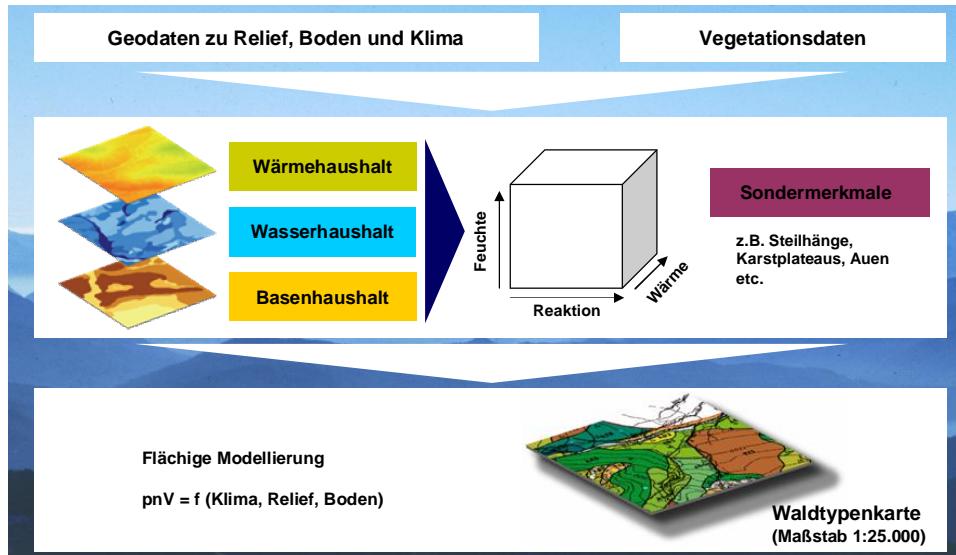 Geodaten zu Relief, Boden und Klima
Vegetationsdaten
Wärmehaushalt
Wasserhaushalt
Basenhaushalt
Feuchte
Reaktion
Wärme
Sondermerkmale
z.B. Steilhänge,
Karstplateaus, Auen
etc.
Flächige Modellierung
pnV = f (Klima, Relief, Boden)
Waldtypenkarte
(Maßstab 1:25.000)